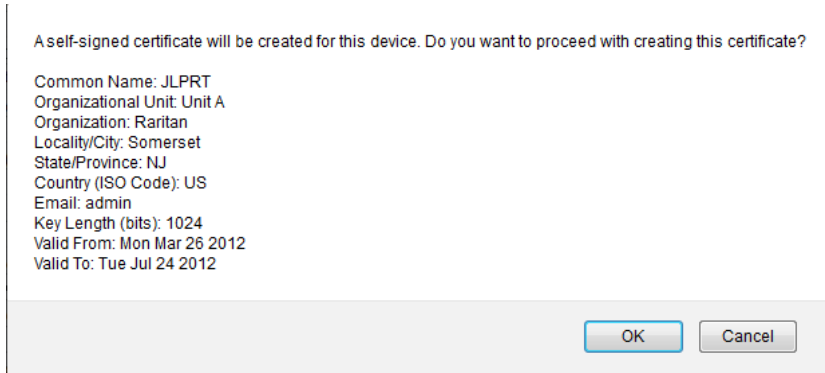 A self-signed certificate will be created for this device. Do you want to proceed with creating this certificate?
Common Name: JLPRT
Organizational Unit: Unit A
Organization: Raritan
Locality/City: Somerset
State/Province: NJ
Country (ISO Code): US
Email: admin
Key Length (bits): 1024
Valid From: Mon Mar 26 2012
Valid To: Tue Jul 24 2012
OK
Cancel